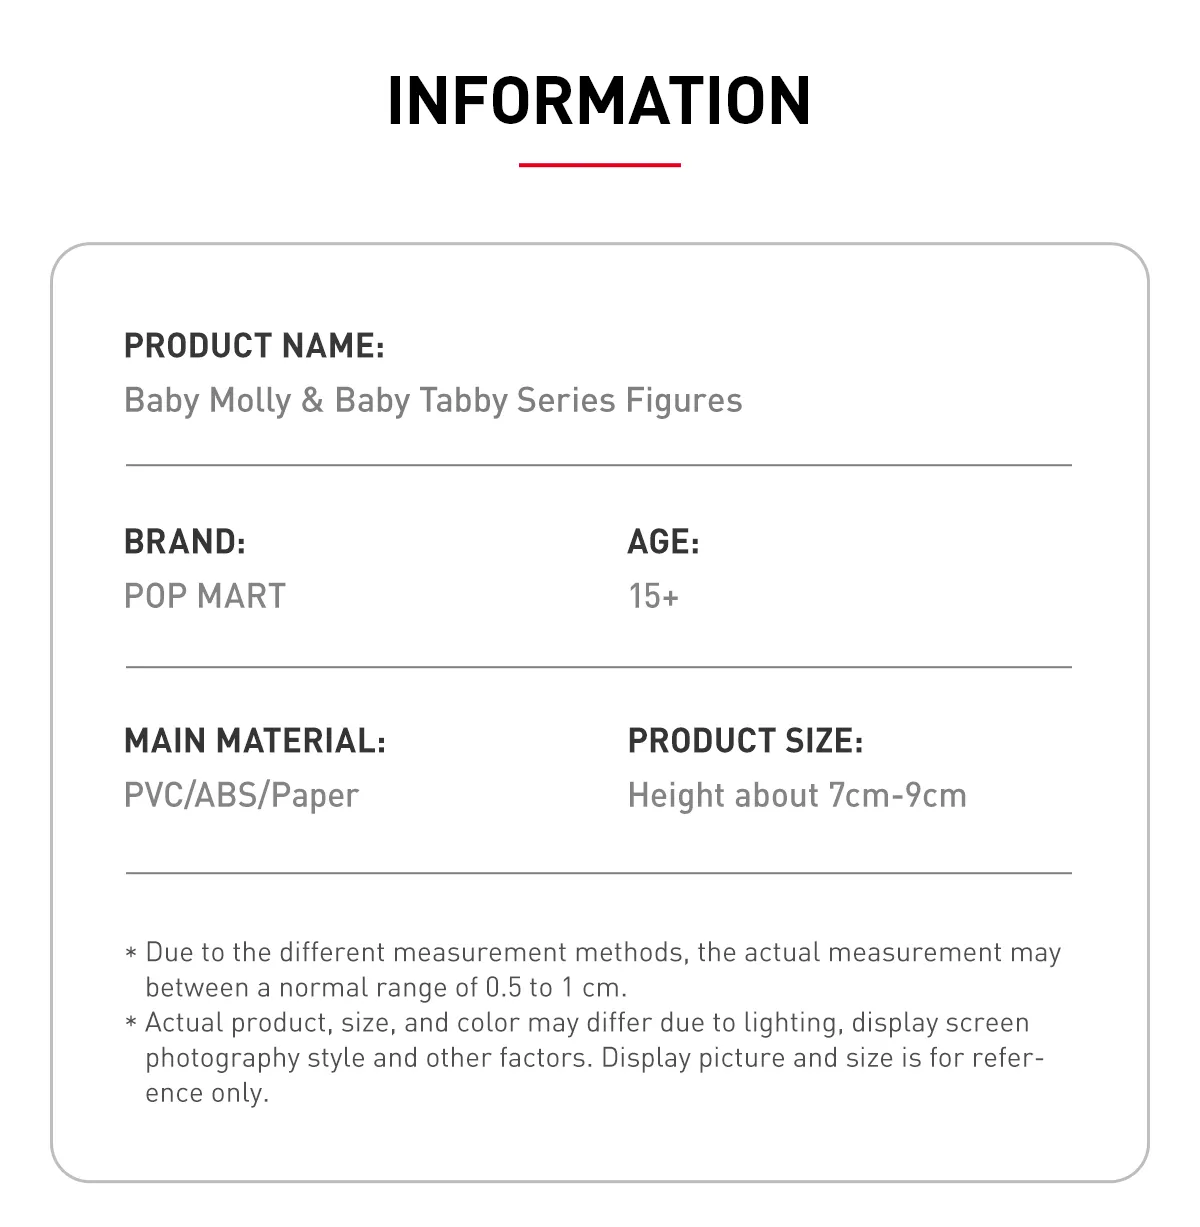 INFORMATION
PRODUCT NAME:
Baby Molly & Baby Tabby Series Figures
BRAND:
POP MART
AGE:
15+
MAIN MATERIAL:
PVC/ABS/Paper
PRODUCT SIZE:
Height about 7cm-9cm
* Due to the different measurement methods, the actual measurement may
between a normal range of 0.5 to 1 cm.
* Actual product, size, and color may differ due to lighting, display screen
photography style and other factors. Display picture and size is for refer-
ence only.